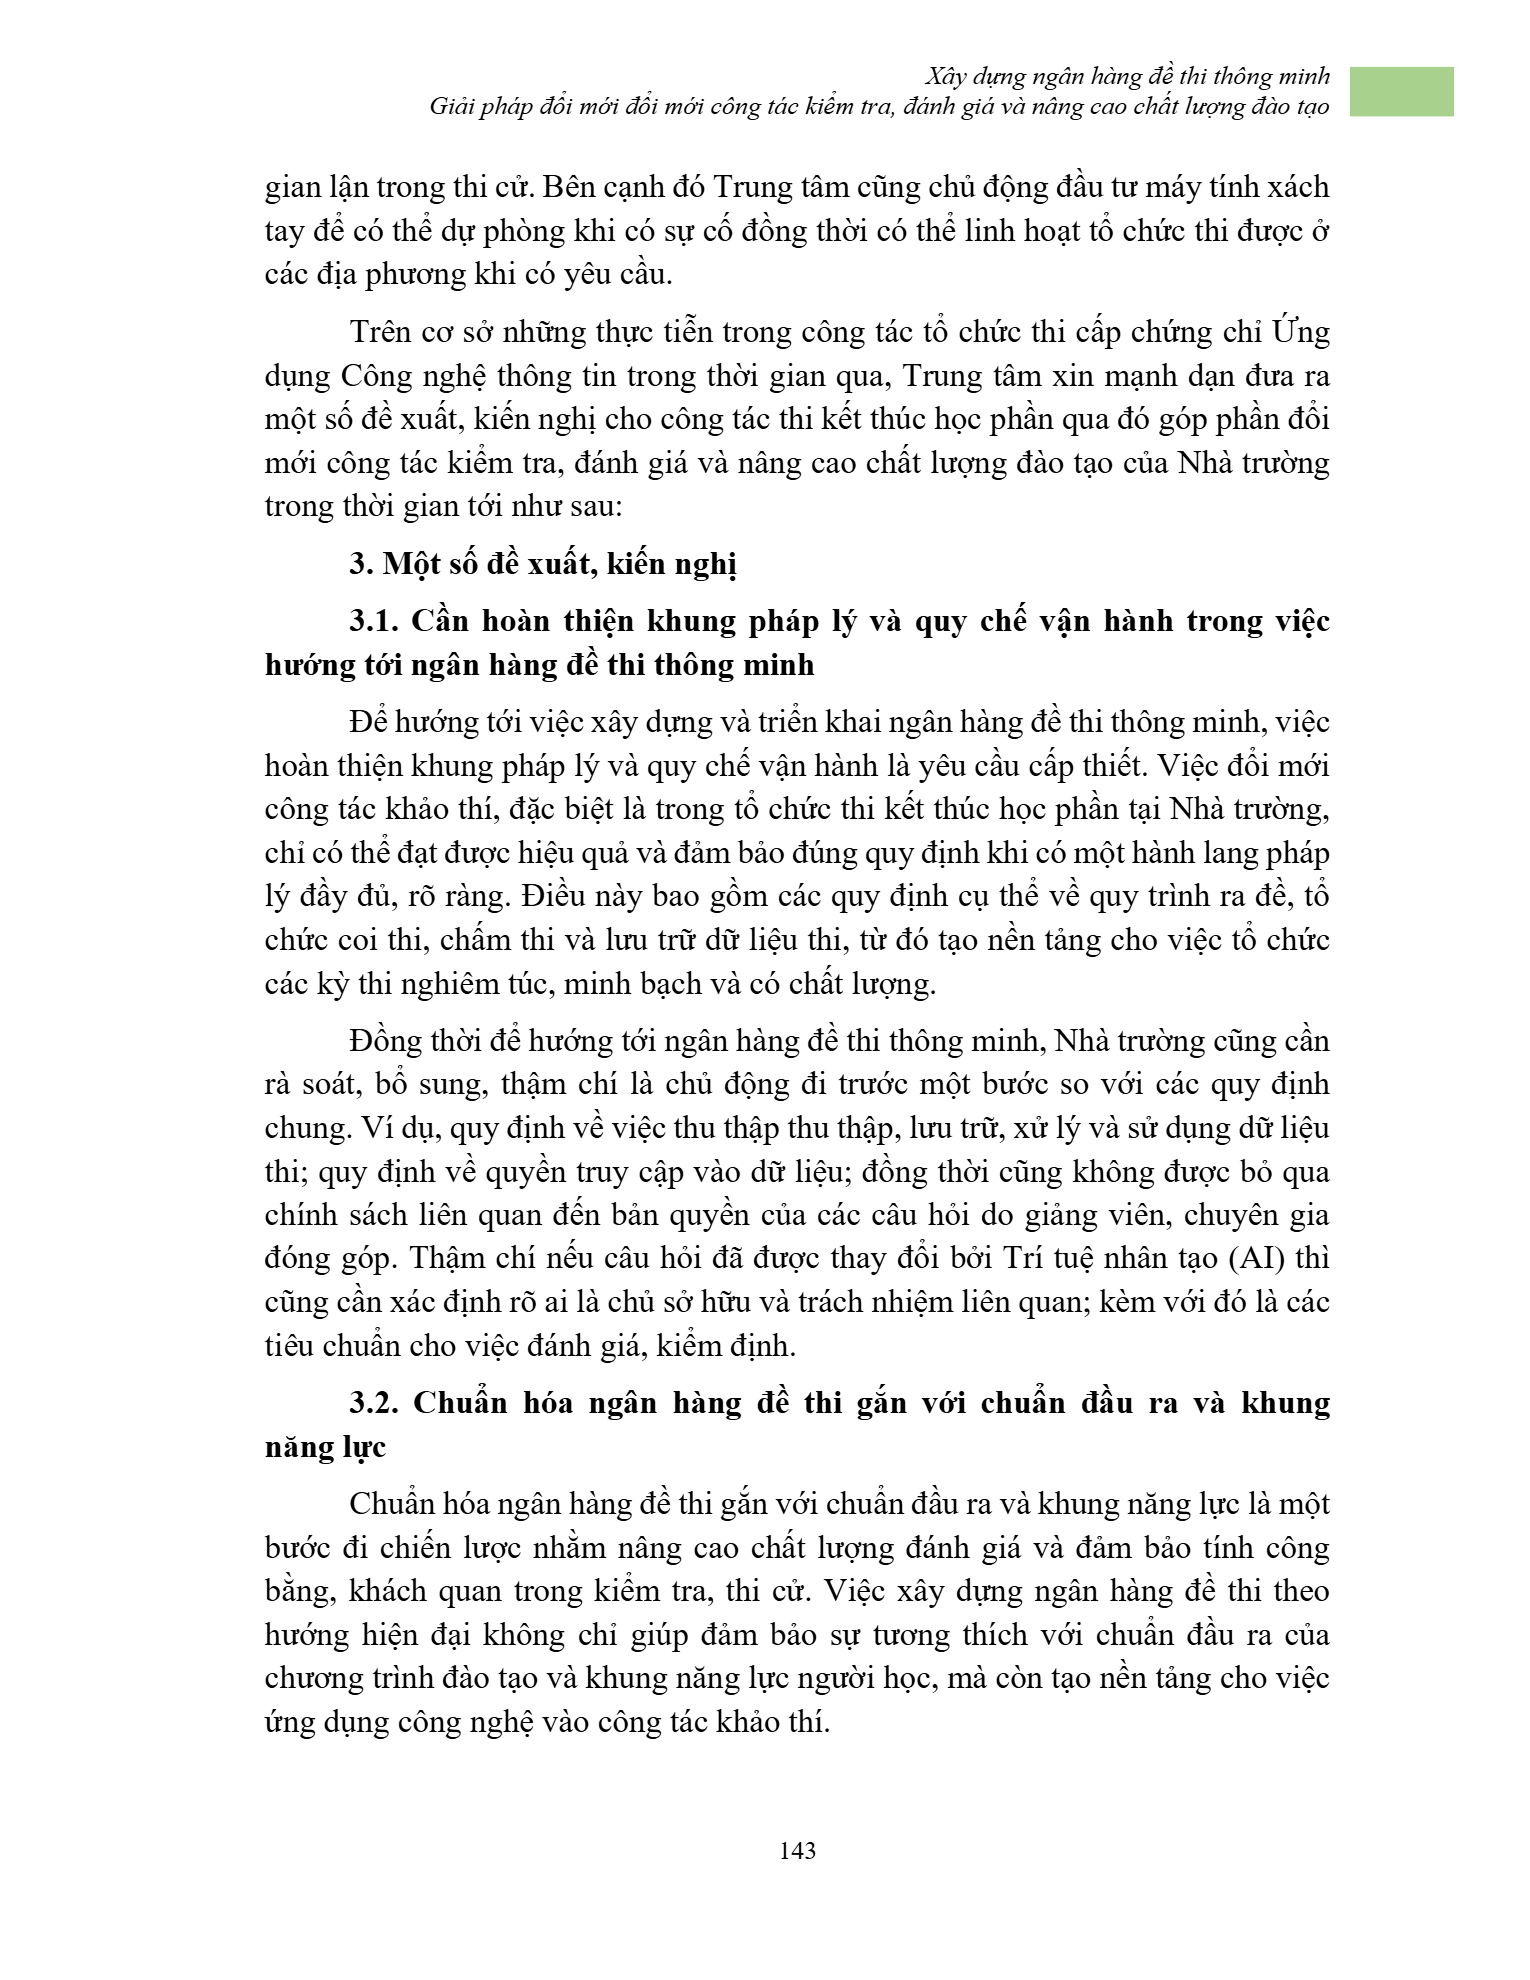 Xây dựng ngân hàng đề thi thông minh
Giải pháp đổi mới đổi mới công tác kiểm tra, đánh giá và nâng cao chất lượng đào tạo
gian lận trong thi cử. Bên cạnh đó Trung tâm cũng chủ động đầu tư máy tính xách
tay để có thể dự phòng khi có sự cố đồng thời có thể linh hoạt tổ chức thi được ở
các địa phương khi có yêu cầu.
Trên cơ sở những thực tiễn trong công tác tổ chức thi cấp chứng chỉ Ứng
dụng Công nghệ thông tin trong thời gian qua, Trung tâm xin mạnh dạn đưa ra
một số đề xuất, kiến nghị cho công tác thi kết thúc học phần qua đó góp phần đổi
mới công tác kiểm tra, đánh giá và nâng cao chất lượng đào tạo của Nhà trường
trong thời gian tới như sau:
3. Một số đề xuất, kiến nghị
3.1. Cần hoàn thiện khung pháp lý và quy chế vận hành trong việc
hướng tới ngân hàng đề thi thông minh
Để hướng tới việc xây dựng và triển khai ngân hàng đề thi thông minh, việc
hoàn thiện khung pháp lý và quy chế vận hành là yêu cầu cấp thiết. Việc đổi mới
công tác khảo thí, đặc biệt là trong tổ chức thi kết thúc học phần tại Nhà trường,
chỉ có thể đạt được hiệu quả và đảm bảo đúng quy định khi có một hành lang pháp
lý đầy đủ, rõ ràng. Điều này bao gồm các quy định cụ thể về quy trình ra đề, tổ
chức coi thi, chấm thi và lưu trữ dữ liệu thi, từ đó tạo nền tảng cho việc tổ chức
các kỳ thi nghiêm túc, minh bạch và có chất lượng.
Đồng thời để hướng tới ngân hàng đề thi thông minh, Nhà trường cũng cần
rà soát, bổ sung, thậm chí là chủ động đi trước một bước so với các quy định
chung. Ví dụ, quy định về việc thu thập thu thập, lưu trữ, xử lý và sử dụng dữ liệu
thi; quy định về quyền truy cập vào dữ liệu; đồng thời cũng không được bỏ qua
chính sách liên quan đến bản quyền của các câu hỏi do giảng viên, chuyên gia
đóng góp. Thậm chí nếu câu hỏi đã được thay đổi bởi Trí tuệ nhân tạo (AI) thì
cũng cần xác định rõ ai là chủ sở hữu và trách nhiệm liên quan; kèm với đó là các
tiêu chuẩn cho việc đánh giá, kiểm định.
3.2. Chuẩn hóa ngân hàng đề thi gắn với chuẩn đầu ra và khung
năng lực
Chuẩn hóa ngân hàng đề thi gắn với chuẩn đầu ra và khung năng lực là một
bước đi chiến lược nhằm nâng cao chất lượng đánh giá và đảm bảo tính công
bằng, khách quan trong kiểm tra, thi cử. Việc xây dựng ngân hàng đề thi theo
hướng hiện đại không chỉ giúp đảm bảo sự tương thích với chuẩn đầu ra của
chương trình đào tạo và khung năng lực người học, mà còn tạo nền tảng cho việc
ứng dụng công nghệ vào công tác khảo thí.
143